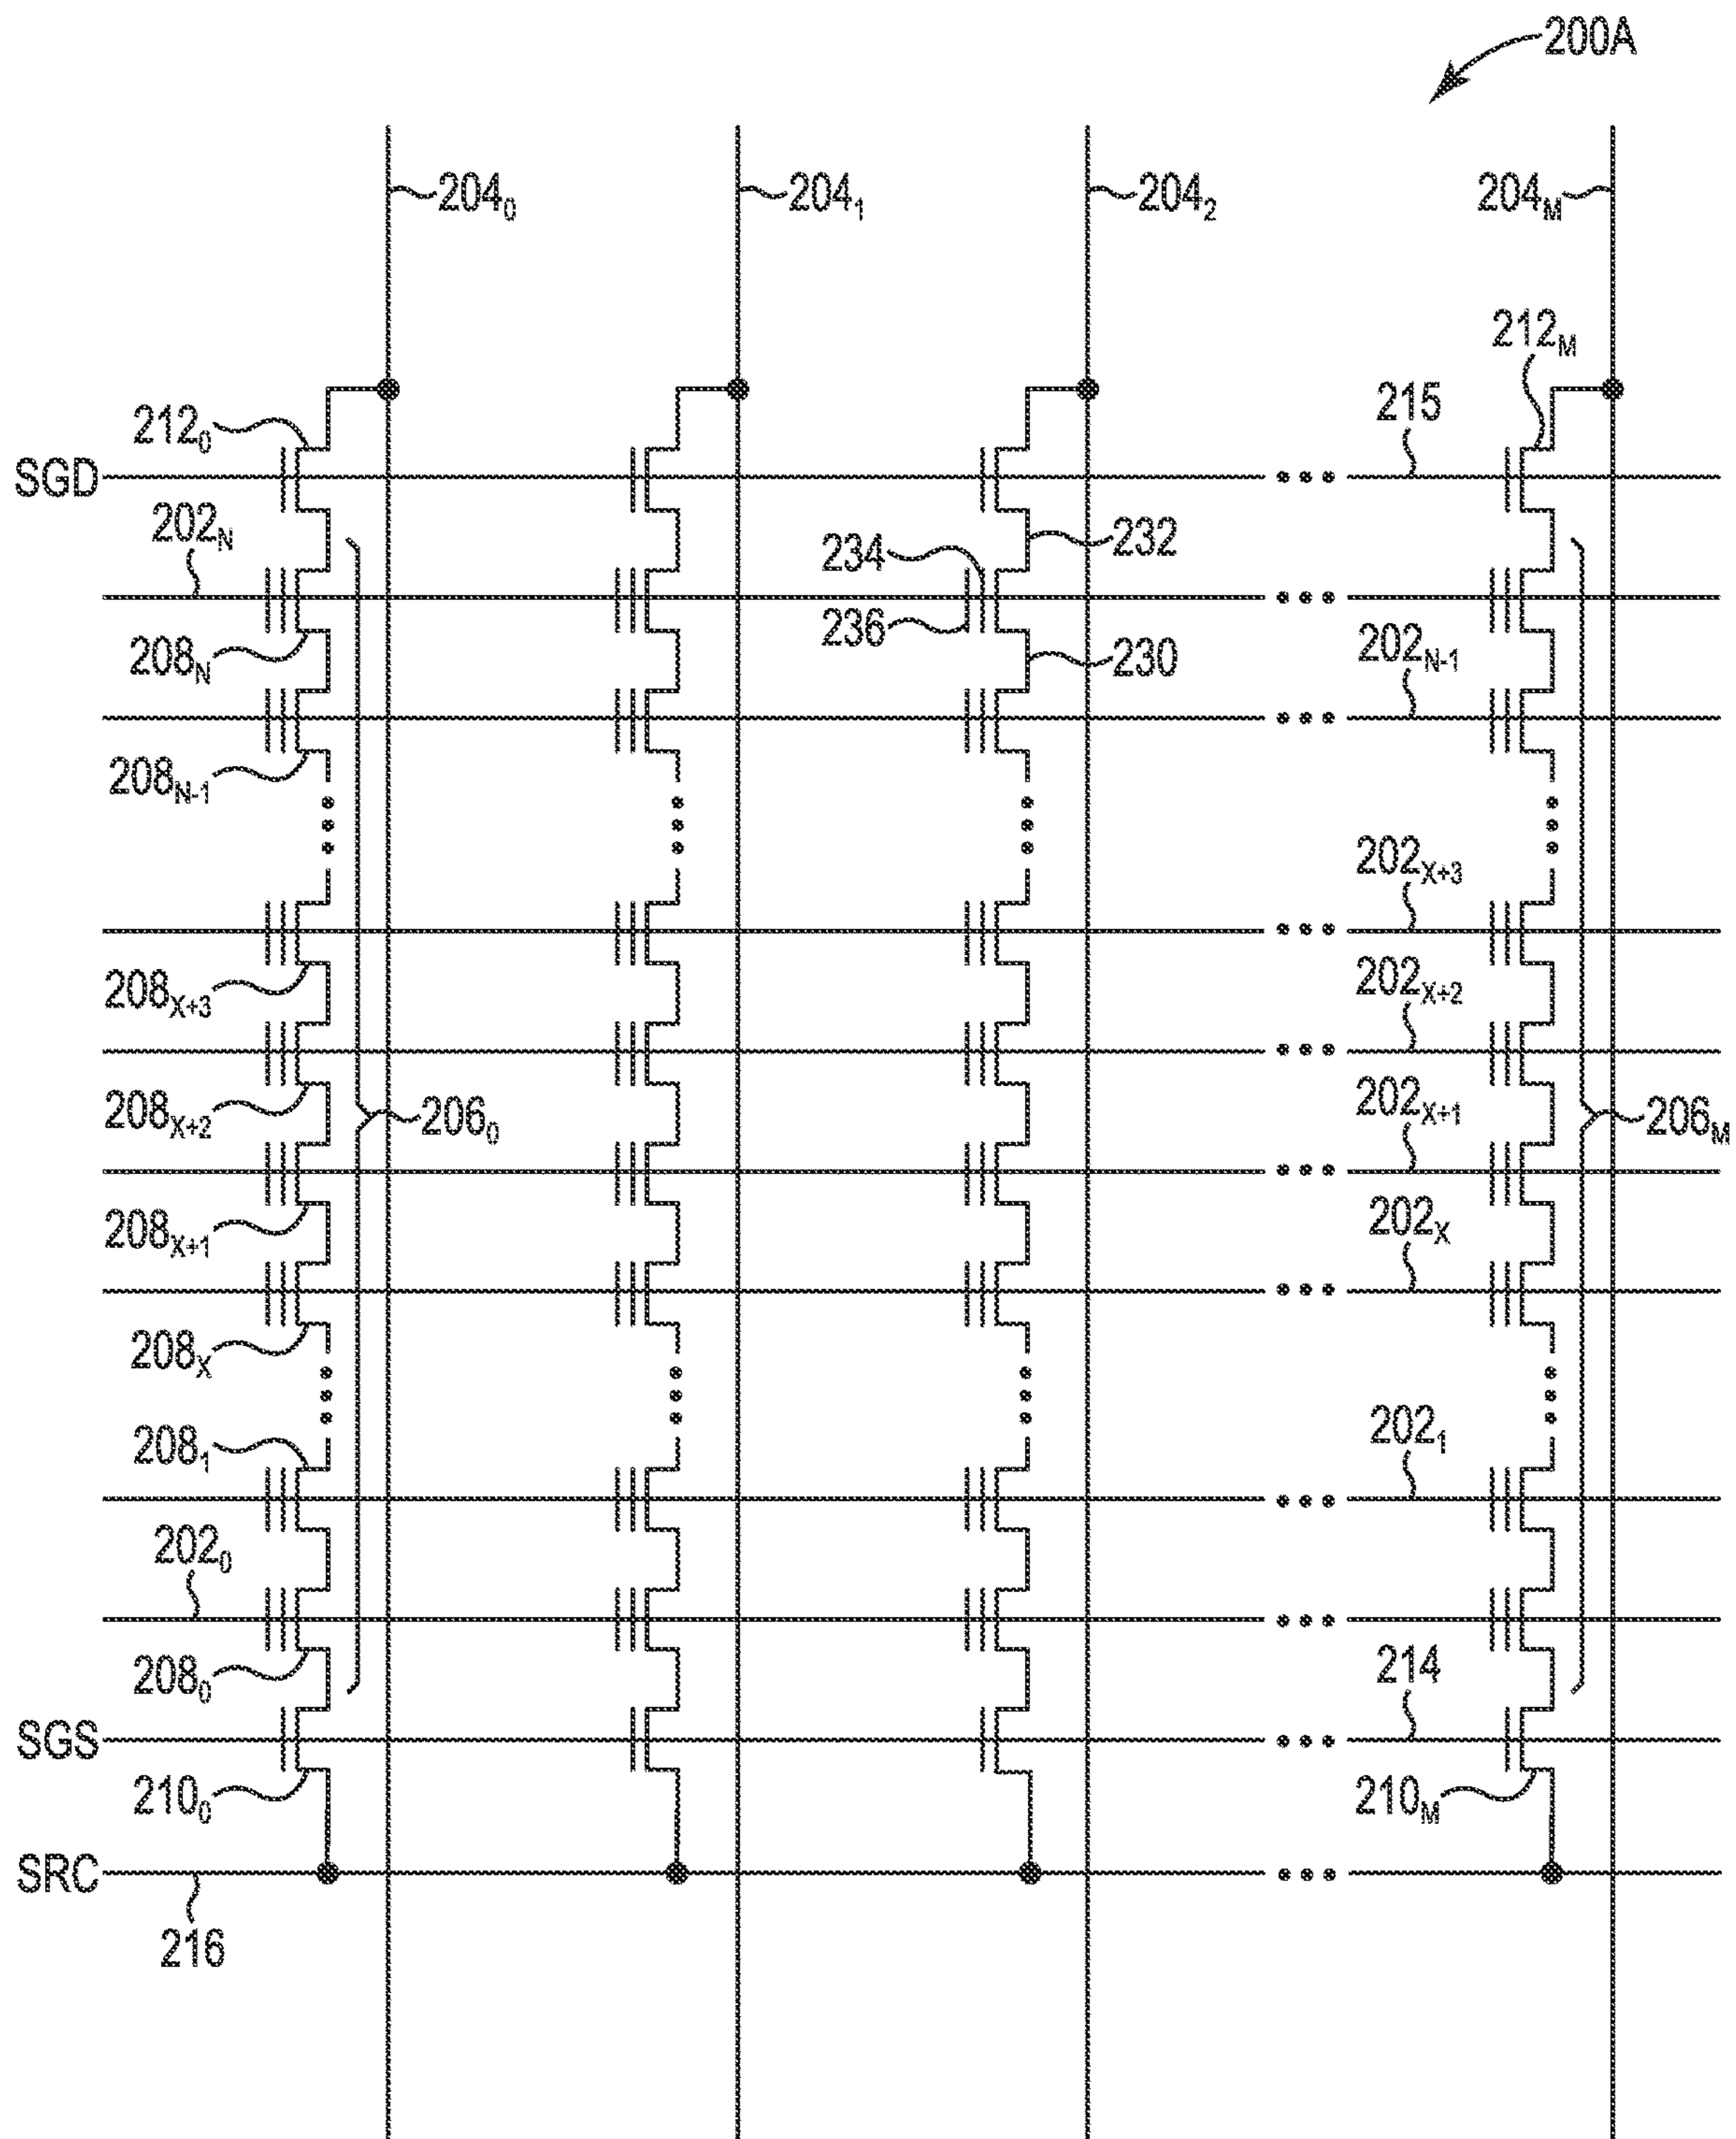 200A
204₀ 204₁ 204₂ 204M
212M
215
212₀
SGD
202N
232
234
236
202N-1
230
208N
208N-1
202X+3
202X+2
208X+3
202X+1
208X+2
206₀ 206M
202X
208X+1
208X
202₁
208₁
202₀
214
208₀
SGS
210₀ 210M
SRC
216